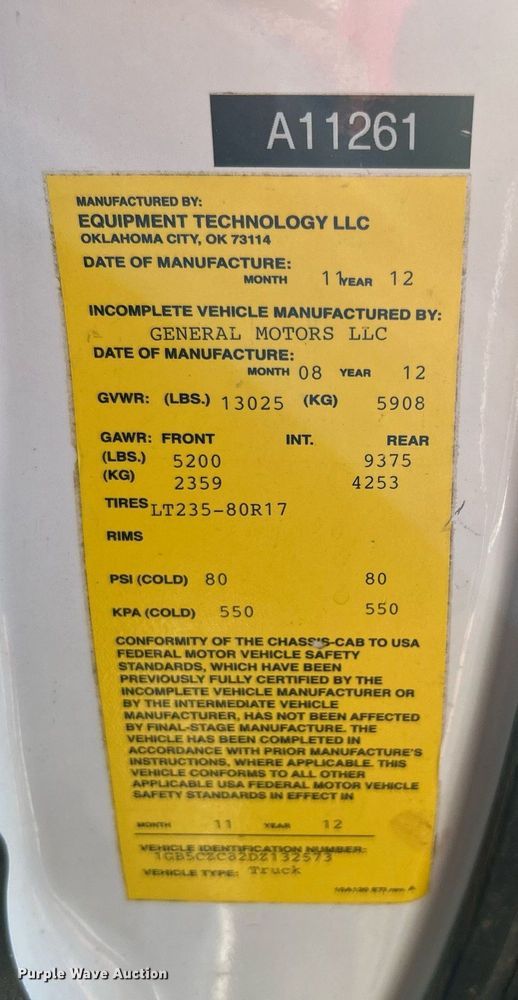 A11261
MANUFACTURED BY:
EQUIPMENT TECHNOLOGY LLC
OKLAHOMA CITY, OK 73114
DATE OF MANUFACTURE:
MONTH 11 YEAR 12
INCOMPLETE VEHICLE MANUFACTURED BY:
GENERAL MOTORS LLC
DATE OF MANUFACTURE:
MONTH 08 YEAR 12
GVWR: (LBS.) 13025 (KG) 5908
GAWR: FRONT INT. REAR
(LBS.) 5200 9375
(KG) 2359 4253
TIRES LT235-80R17
RIMS
PSI (COLD) 80 80
KPA (COLD) 550 550
CONFORMITY OF THE CHASSIS-CAB TO USA
FEDERAL MOTOR VEHICLE SAFETY
STANDARDS, WHICH HAVE BEEN
PREVIOUSLY FULLY CERTIFIED BY THE
INCOMPLETE VEHICLE MANUFACTURER OR
BY THE INTERMEDIATE VEHICLE
MANUFACTURER, HAS NOT BEEN AFFECTED
BY FINAL-STAGE MANUFACTURE. THE
VEHICLE HAS BEEN COMPLETED IN
ACCORDANCE WITH PRIOR MANUFACTURE'S
INSTRUCTIONS, WHERE APPLICABLE. THIS
VEHICLE CONFORMS TO ALL OTHER
APPLICABLE USA FEDERAL MOTOR VEHICLE
SAFETY STANDARDS IN EFFECT IN
MONTH 11 YEAR 12
VEHICLE IDENTIFICATION NUMBER:
1GB5CZC82DZ132573
VEHICLE TYPE: Truck
Purple Wave Auction